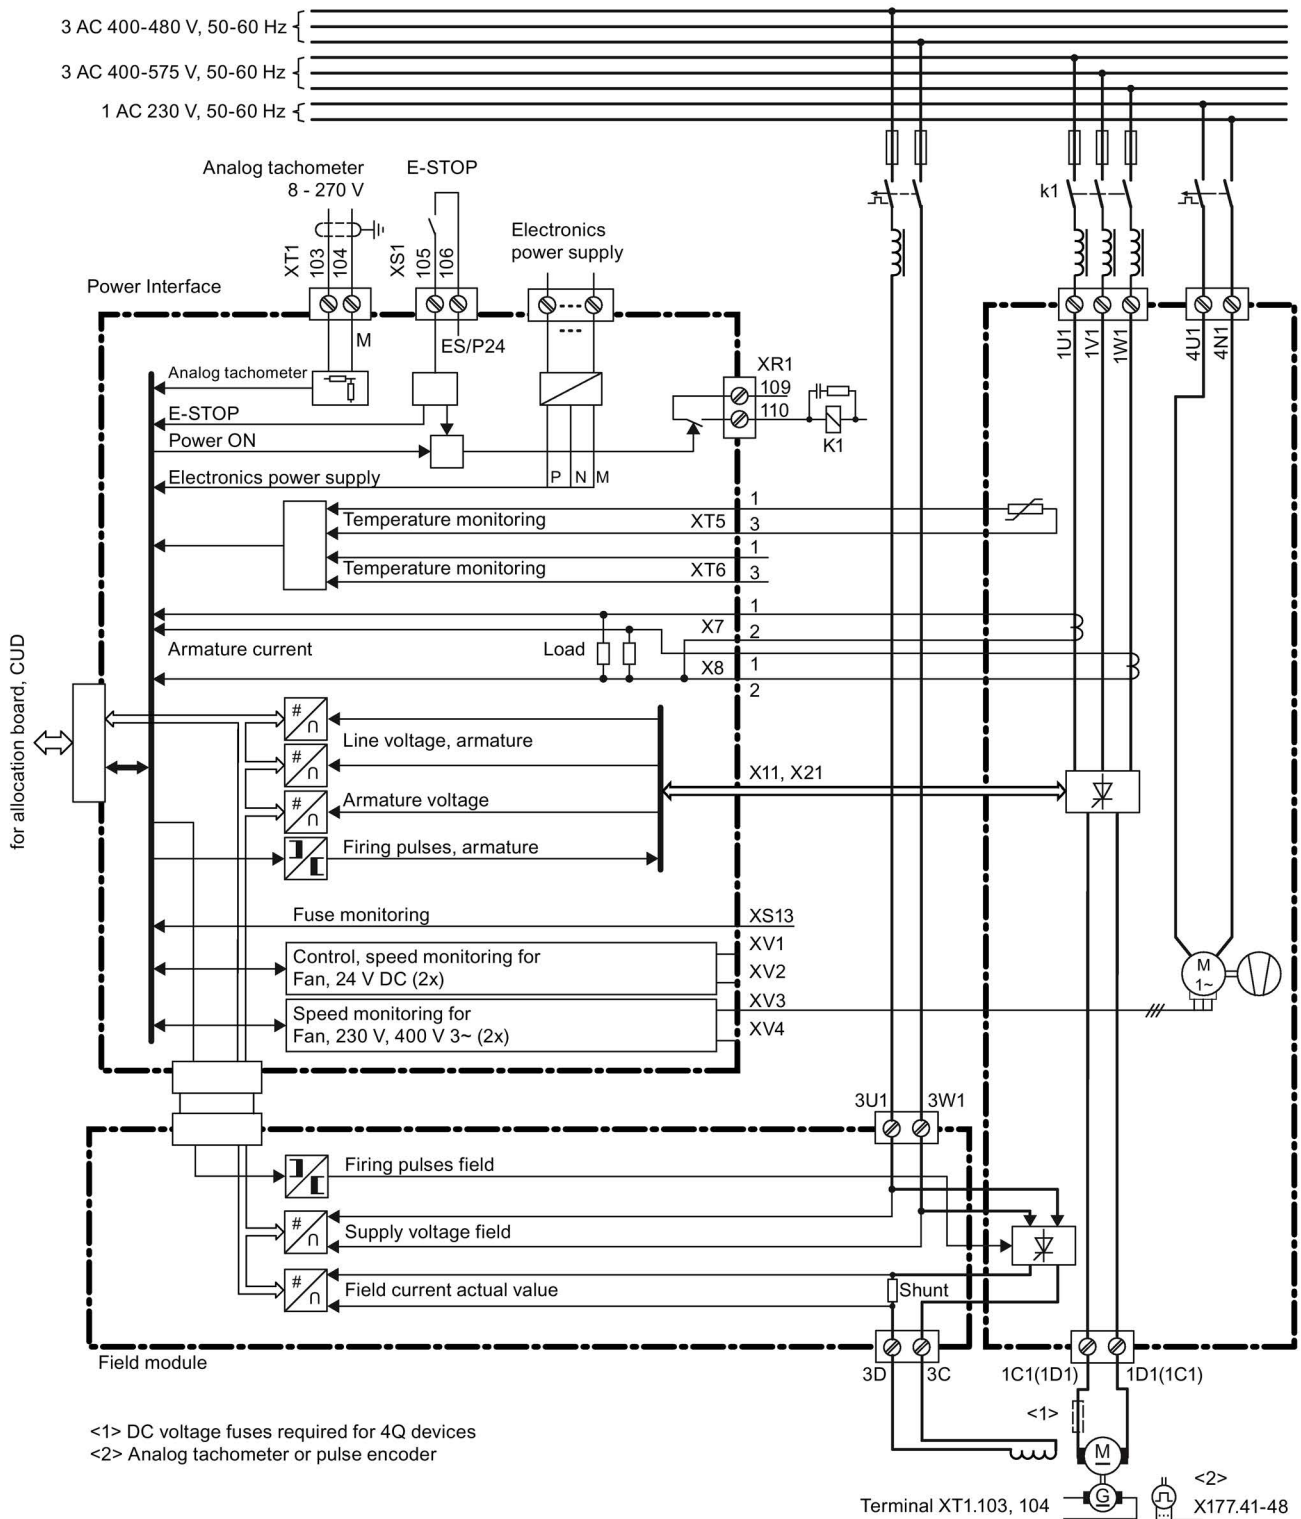 3 AC 400-480 V, 50-60 Hz
3 AC 400-575 V, 50-60 Hz
1 AC 230 V, 50-60 Hz
Analog tachometer
8 - 270 V
E-STOP
k1
Electronics
power supply
XT1
103
104
XS1
105
106
Power Interface
M
ES/P24
1U1
1V1
1W1
4U1
4N1
XR1
109
110
K1
Analog tachometer
E-STOP
Power ON
Electronics power supply
P
N
M
1
Temperature monitoring
XT5
3
1
Temperature monitoring
XT6
3
1
X7
2
Armature current
Load
X8
1
2
for allocation board, CUD
#
∩
Line voltage, armature
#
∩
X11, X21
#
∩
Armature voltage
Firing pulses, armature
Fuse monitoring
XS13
XV1
Control, speed monitoring for
Fan, 24 V DC (2x)
XV2
M
1~
XV3
Speed monitoring for
Fan, 230 V, 400 V 3~ (2x)
XV4
3U1
3W1
Firing pulses field
#
∩
Supply voltage field
#
∩
Field current actual value
Shunt
Field module
3D
3C
1C1(1D1)
1D1(1C1)
<1>
<1> DC voltage fuses required for 4Q devices
<2> Analog tachometer or pulse encoder
M
<2>
G
Terminal XT1.103, 104
X177.41-48